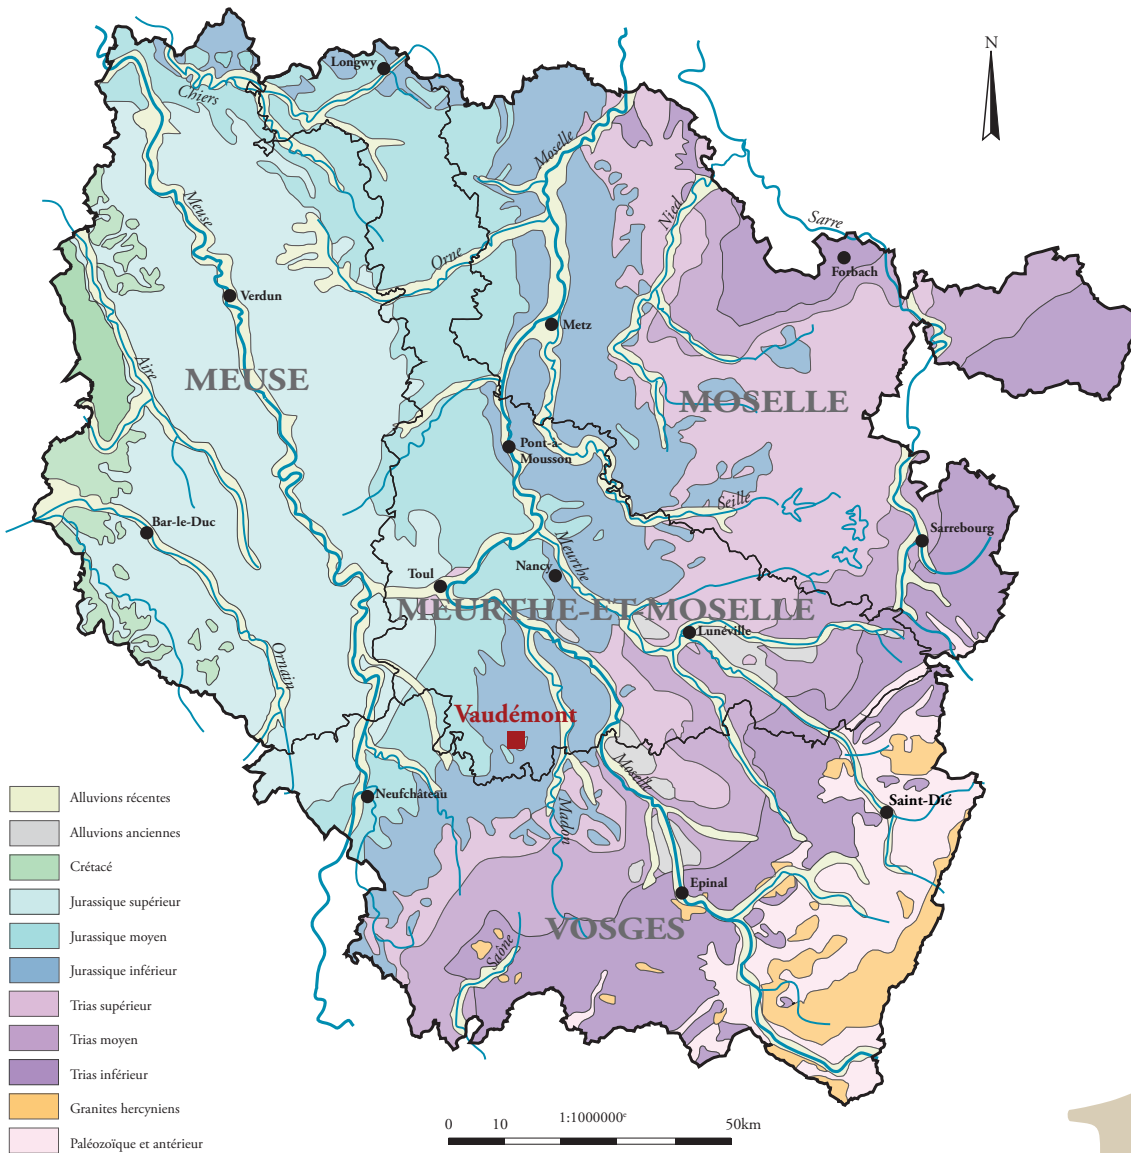 N
Longwy
Chiers
Moselle
Meuse
Nied
Sarre
Orne
Forbach
Verdun
Metz
Aire
MEUSE
MOSELLE
Pont-à-
Mousson
Seille
Bar-le-Duc
Sarrebourg
Meurthe
Nancy
Toul
MEURTHE-ET-MOSELLE
Lunéville
Ornain
Vaudémont
Moselle
Neufchâteau
Madon
Saint-Dié
Epinal
VOSGES
Saône
Alluvions récentes
Alluvions anciennes
Crétacé
Jurassique supérieur
Jurassique moyen
Jurassique inférieur
Trias supérieur
Trias moyen
Trias inférieur
Granites hercyniens
Paléozoïque et antérieur
1:1000000e
0 10 50km